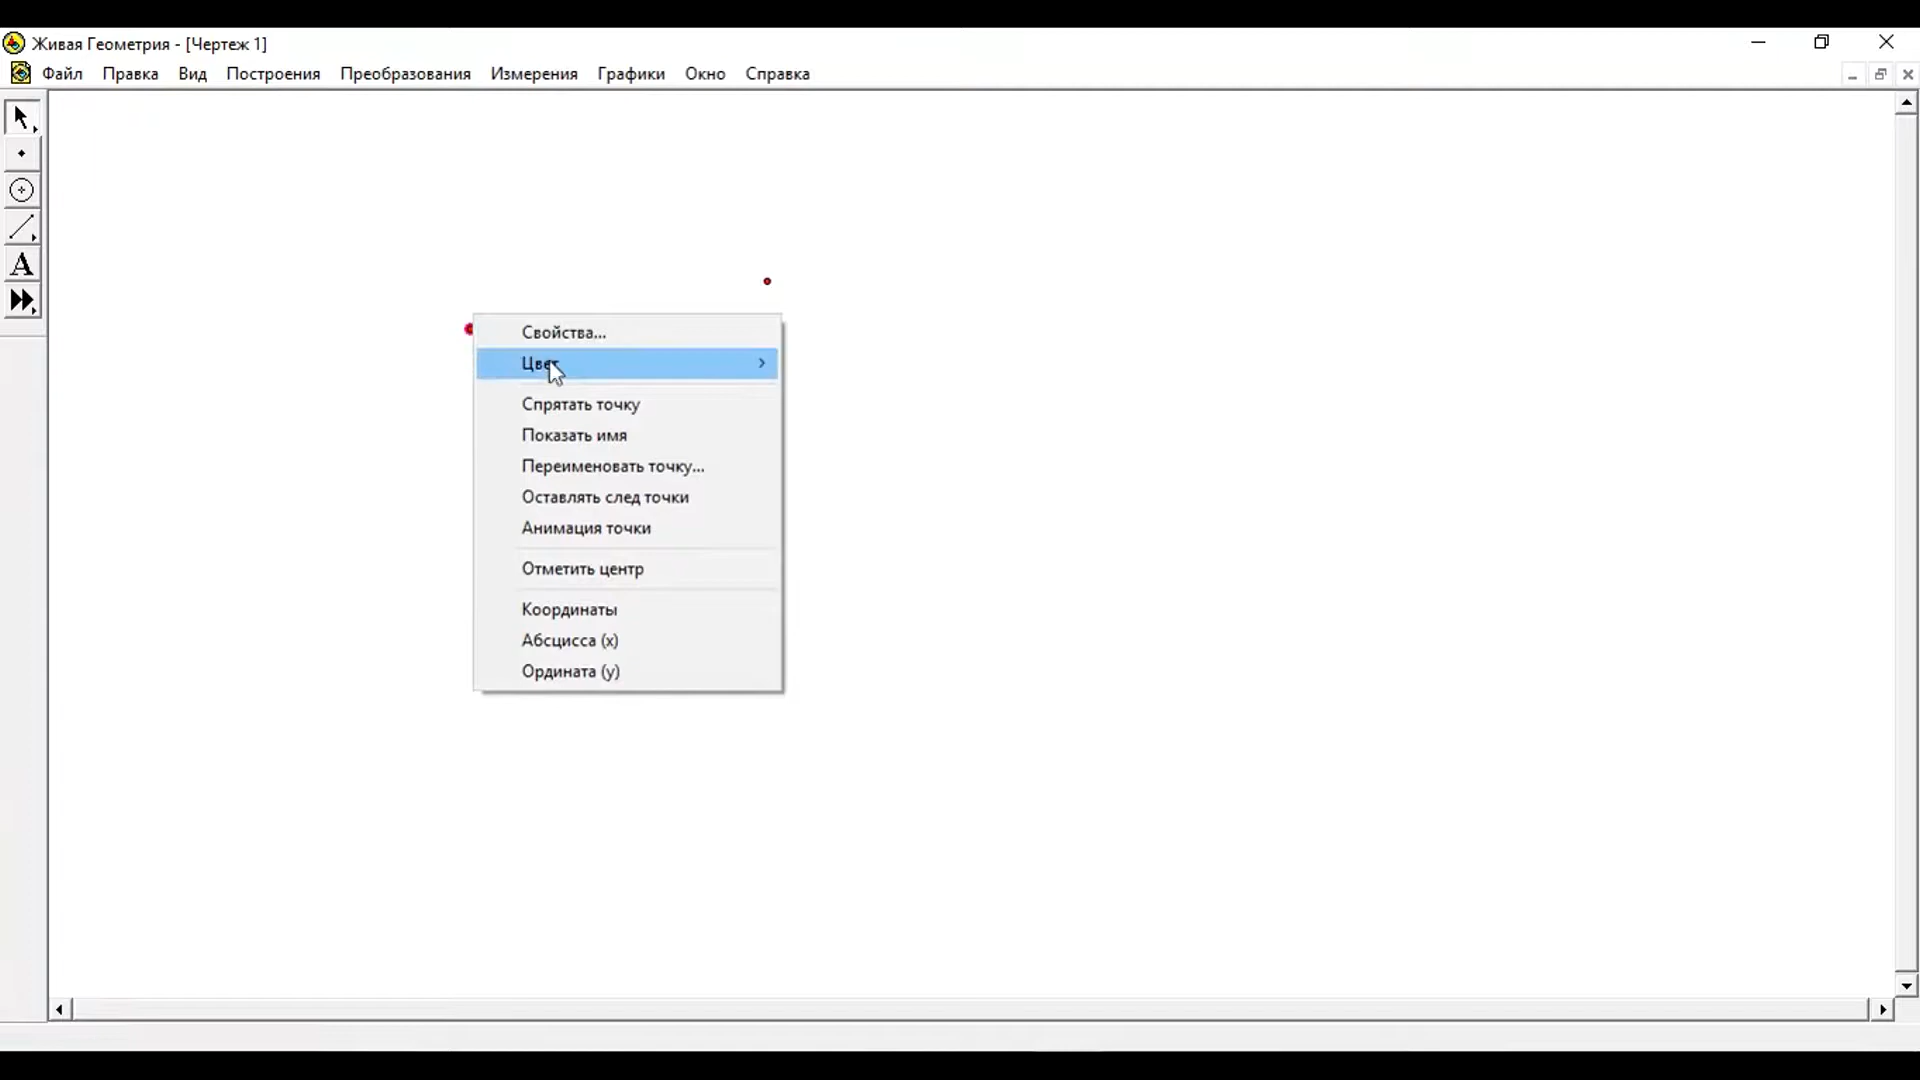 Живая Геометрия - [Чертеж 1]
Файл Правка Вид Построения Преобразования Измерения Графики Окно Справка
A
Свойства...
Цвет
Спрятать точку
Показать имя
Переименовать точку...
Оставлять след точки
Анимация точки
Отметить центр
Координаты
Абсцисса (x)
Ордината (y)